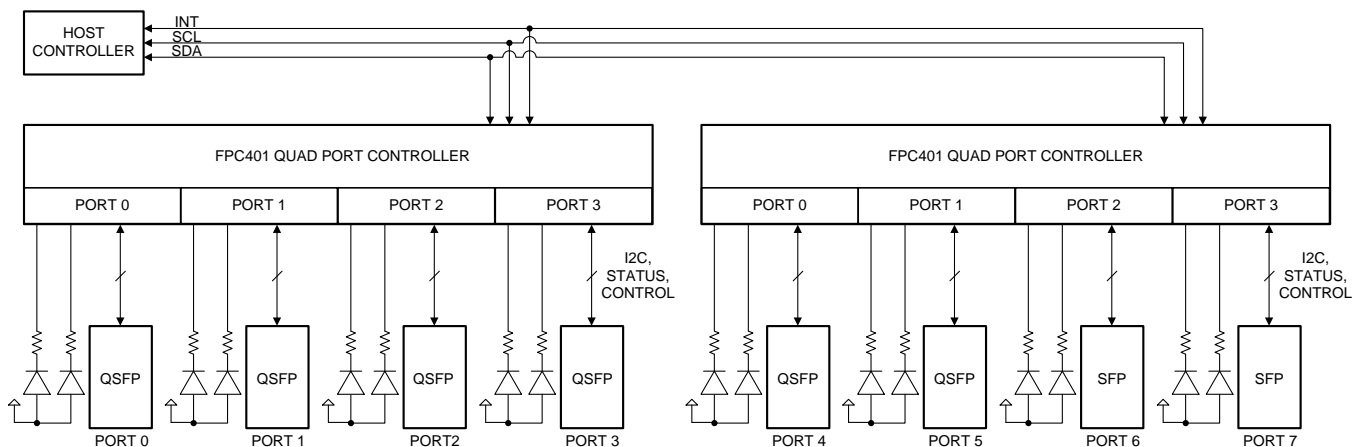 HOST
CONTROLLER
INT
SCL
SDA
FPC401 QUAD PORT CONTROLLER
FPC401 QUAD PORT CONTROLLER
PORT 0
PORT 1
PORT 2
PORT 3
PORT 0
PORT 1
PORT 2
PORT 3
I2C,
STATUS,
CONTROL
I2C,
STATUS,
CONTROL
QSFP
QSFP
QSFP
QSFP
QSFP
QSFP
SFP
SFP
PORT 0
PORT 1
PORT2
PORT 3
PORT 4
PORT 5
PORT 6
PORT 7